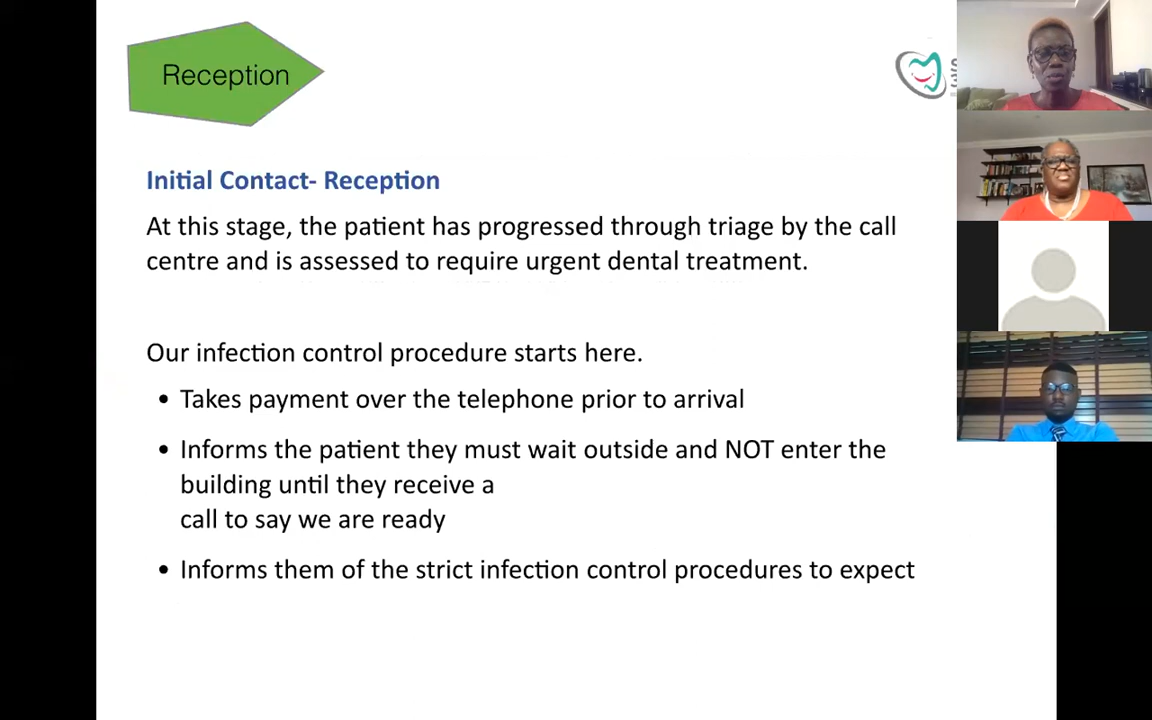 Reception
Initial Contact- Reception
At this stage, the patient has progressed through triage by the call
centre and is assessed to require urgent dental treatment.
Our infection control procedure starts here.
• Takes payment over the telephone prior to arrival
• Informs the patient they must wait outside and NOT enter the
building until they receive a
call to say we are ready
• Informs them of the strict infection control procedures to expect